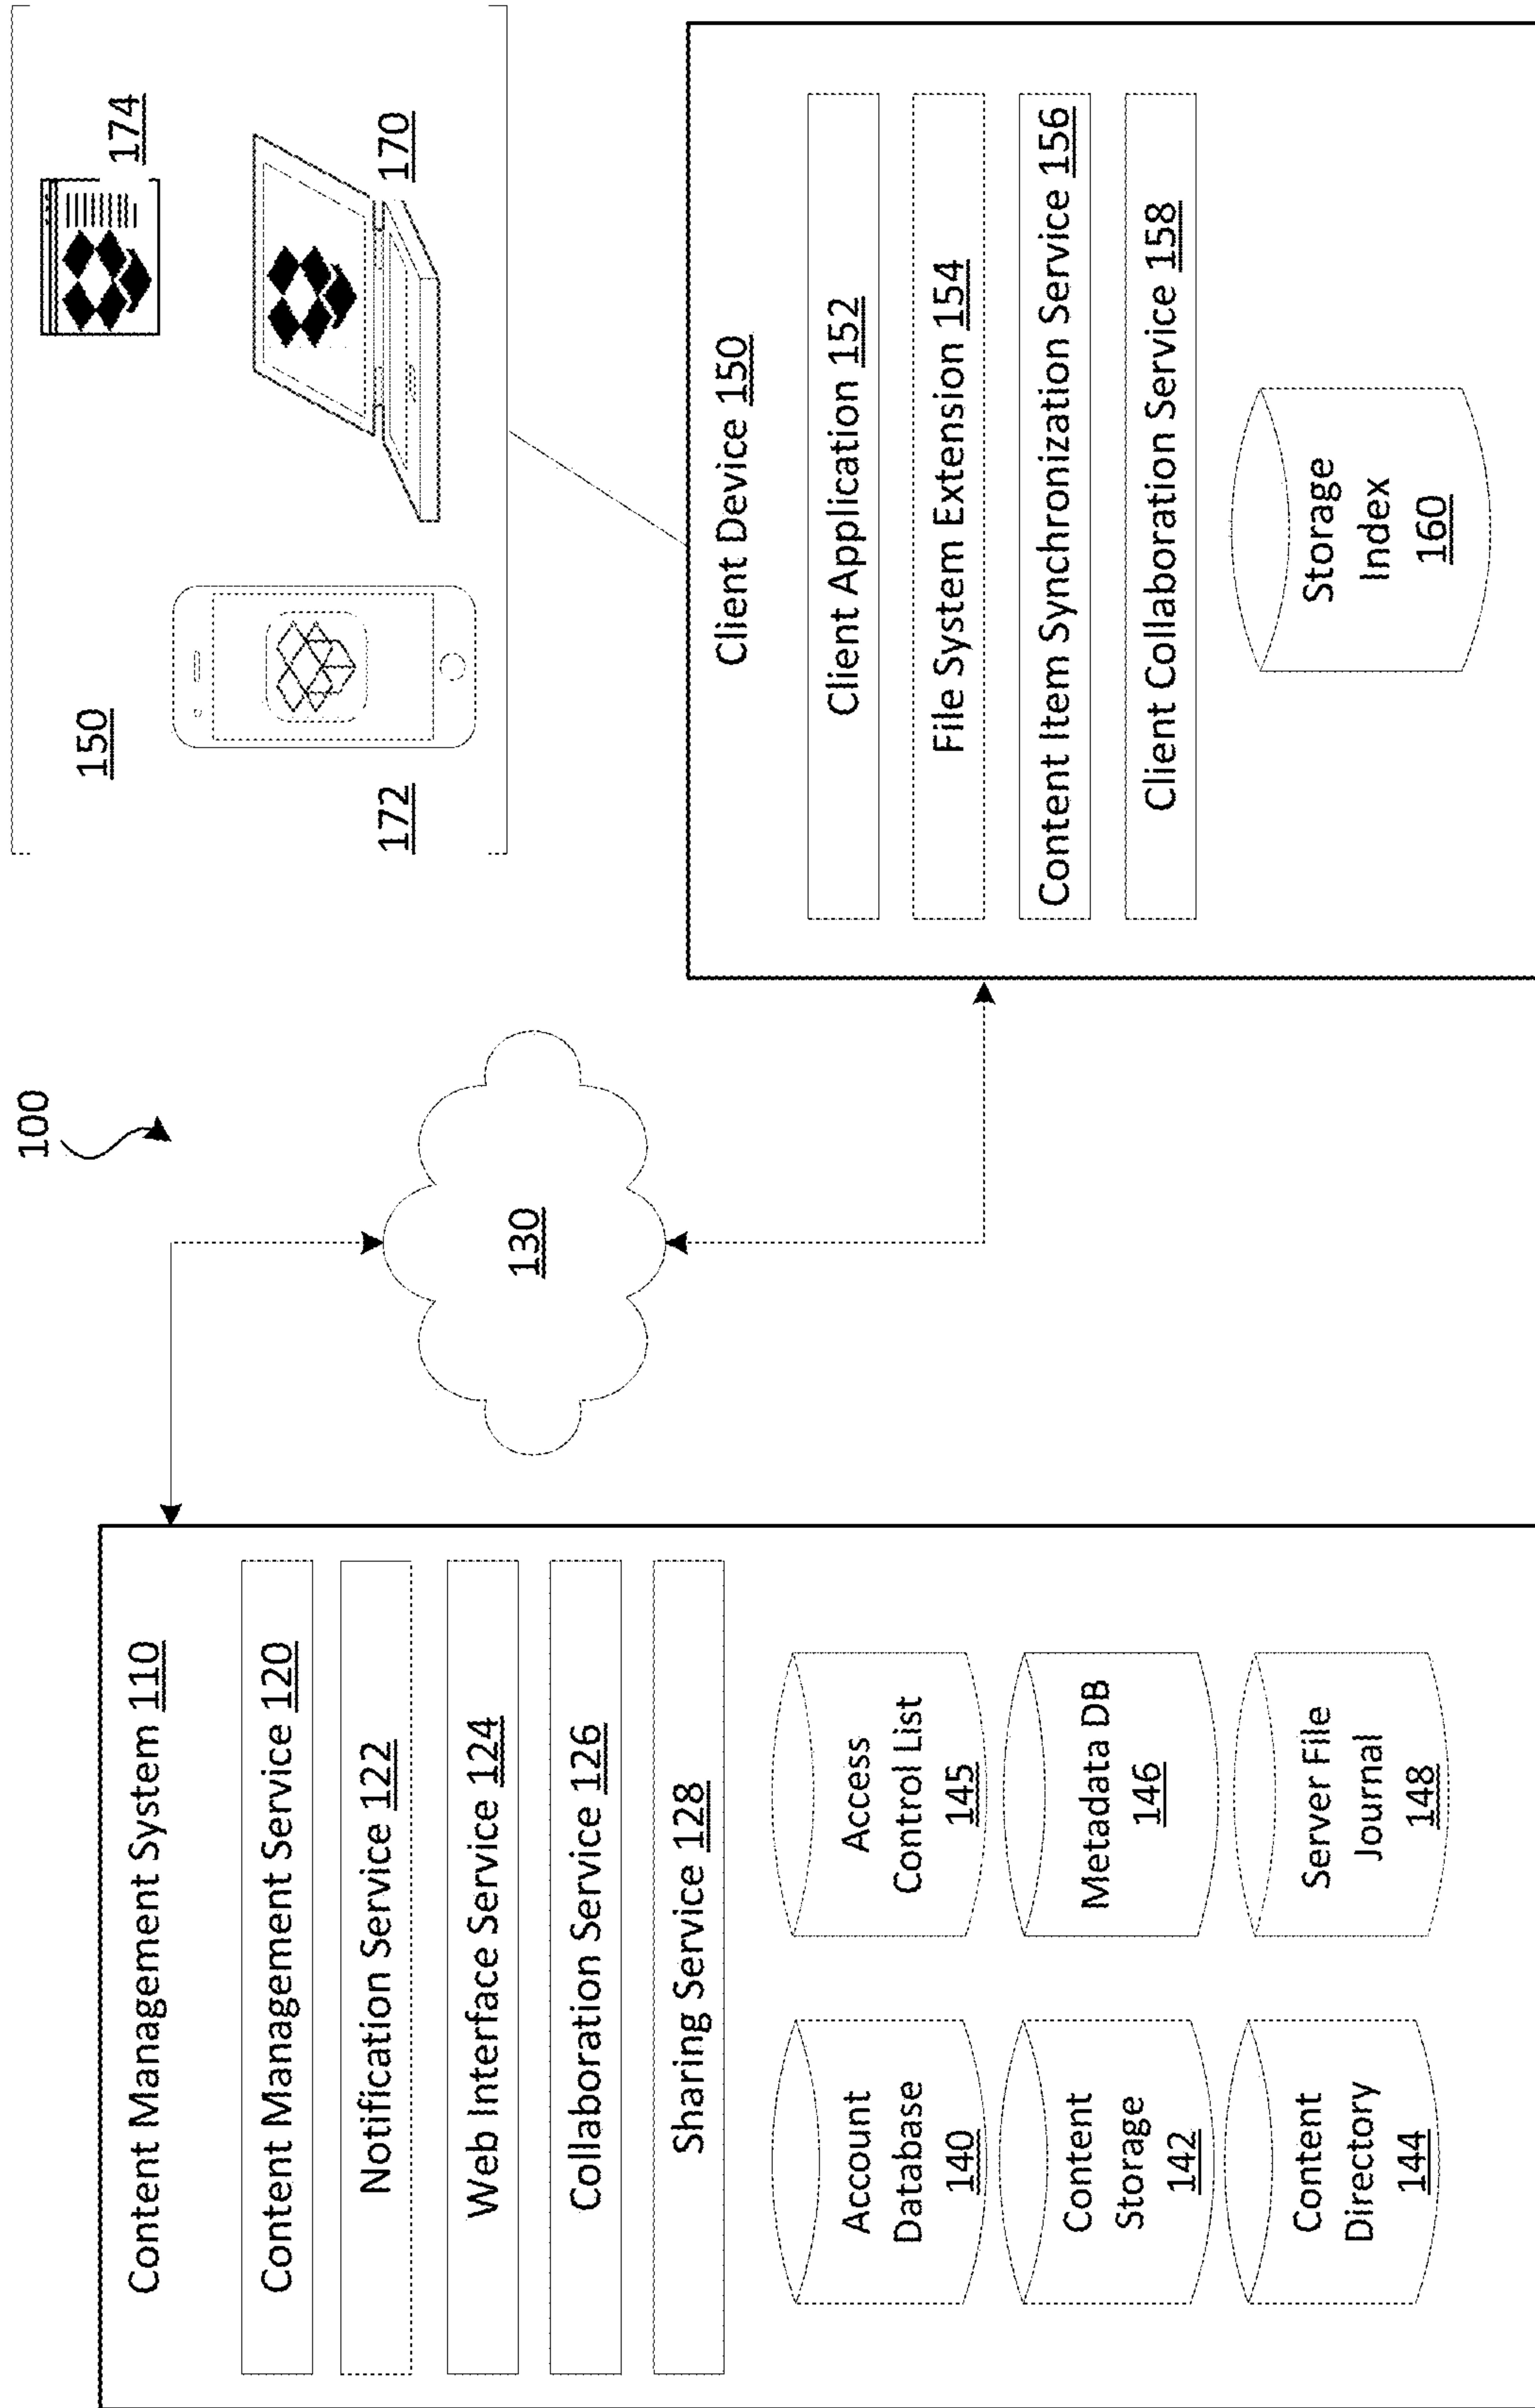 100
Content Management System 110
Content Management Service 120
Notification Service 122
Web Interface Service 124
Collaboration Service 126
Sharing Service 128
Account
Database
140
Access
Control List
145
Content
Storage
142
Metadata DB
146
Content
Directory
144
Server File
Journal
148
130
150
172
174
170
Client Device 150
Client Application 152
File System Extension 154
Content Item Synchronization Service 156
Client Collaboration Service 158
Storage
Index
160